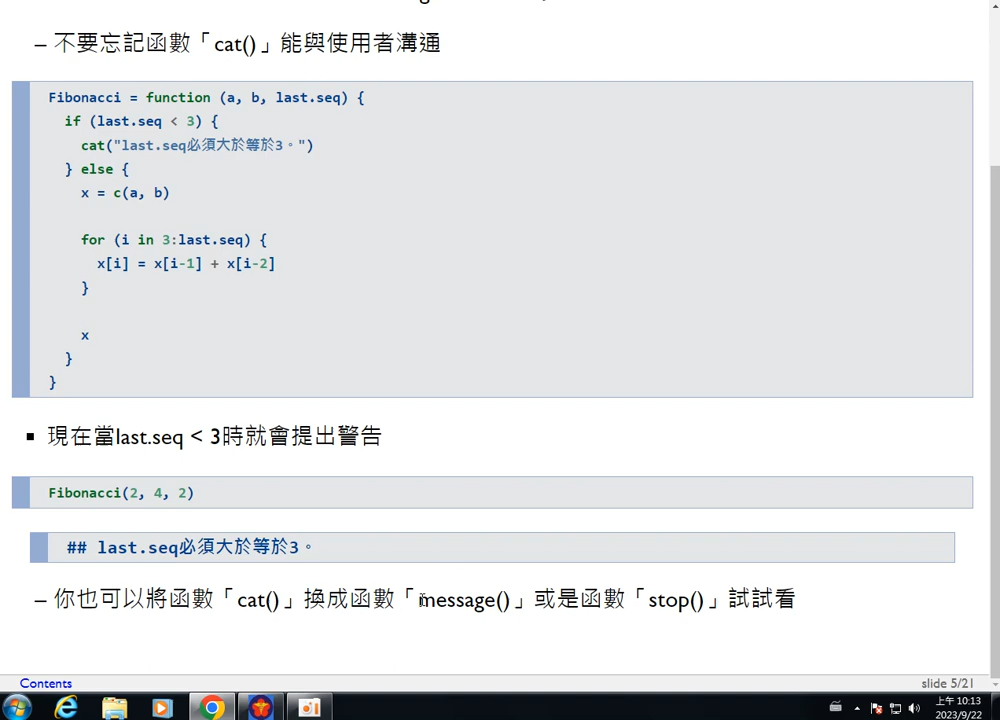 – 不要忘記函數「cat()」能與使用者溝通
Fibonacci = function (a, b, last.seq) {
if (last.seq < 3) {
cat("last.seq必須大於等於3。")
} else {
x = c(a, b)
for (i in 3:last.seq) {
x[i] = x[i-1] + x[i-2]
}
x
}
}
▪ 現在當last.seq < 3時就會提出警告
Fibonacci(2, 4, 2)
## last.seq必須大於等於3。
– 你也可以將函數「cat()」換成函數「message()」或是函數「stop()」試試看
Contents
slide 5/21
上午 10:13
2023/9/22